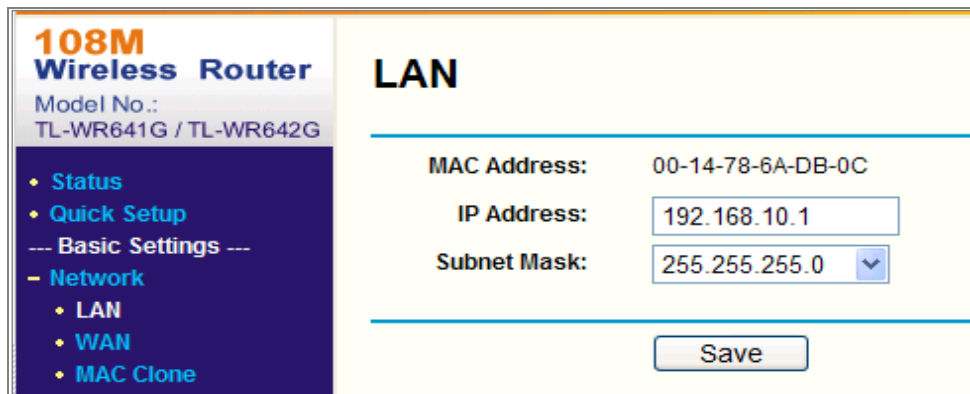 108M
Wireless Router
Model No.:
TL-WR641G / TL-WR642G
• Status
• Quick Setup
--- Basic Settings ---
– Network
• LAN
• WAN
• MAC Clone
LAN
MAC Address: 00-14-78-6A-DB-0C
IP Address: 192.168.10.1
Subnet Mask: 255.255.255.0
Save